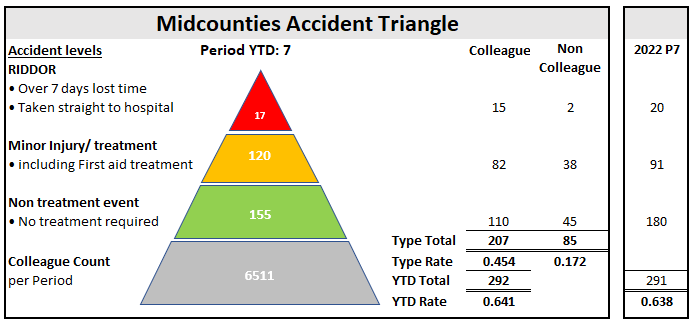 Midcounties Accident Triangle
Accident levels Period YTD: 7 Colleague Non Colleague 2022 P7
RIDDOR
• Over 7 days lost time
• Taken straight to hospital 17 15 2 20
Minor Injury/ treatment
• including First aid treatment 120 82 38 91
Non treatment event
• No treatment required 155 110 45 180
Type Total 207 85
Colleague Count Type Rate 0.454 0.172
per Period 6511 YTD Total 292 291
YTD Rate 0.641 0.638